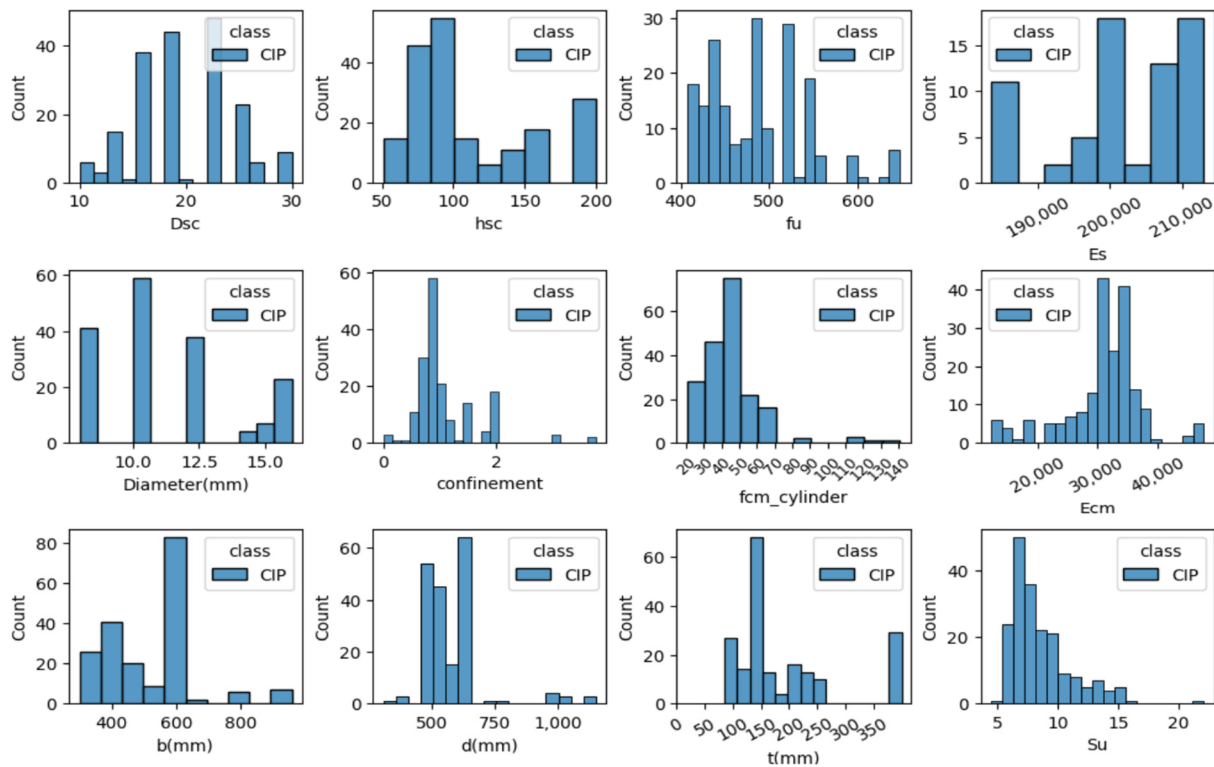 class
CIP
Count
40
20
0
10
20
30
Dsc
class
CIP
Count
40
20
0
50
100
150
200
hsc
class
CIP
Count
30
20
10
0
400
500
600
fu
class
CIP
Count
15
10
5
0
190,000
200,000
210,000
Es
class
CIP
Count
60
40
20
0
10.0
12.5
15.0
Diameter(mm)
class
CIP
Count
60
40
20
0
0
2
confinement
class
CIP
Count
60
40
20
0
20
30
40
50
60
70
80
90
100
110
120
130
140
fcm_cylinder
class
CIP
Count
40
30
20
10
0
20,000
30,000
40,000
Ecm
class
CIP
Count
80
60
40
20
0
400
600
800
b(mm)
class
CIP
Count
60
40
20
0
500
750
1,000
d(mm)
class
CIP
Count
60
40
20
0
0
50
100
150
200
250
300
350
t(mm)
class
CIP
Count
40
20
0
5
10
15
20
Su